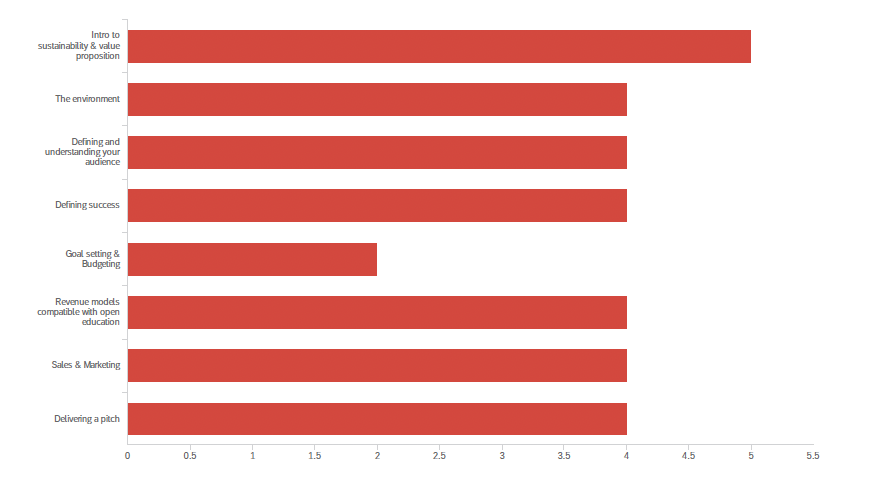 Intro to
sustainability & value
proposition
The environment
Defining and
understanding your
audience
Defining success
Goal setting &
Budgeting
Revenue models
compatible with open
education
Sales & Marketing
Delivering a pitch
0 0.5 1 1.5 2 2.5 3 3.5 4 4.5 5 5.5